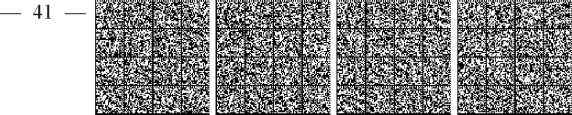 — 41 —